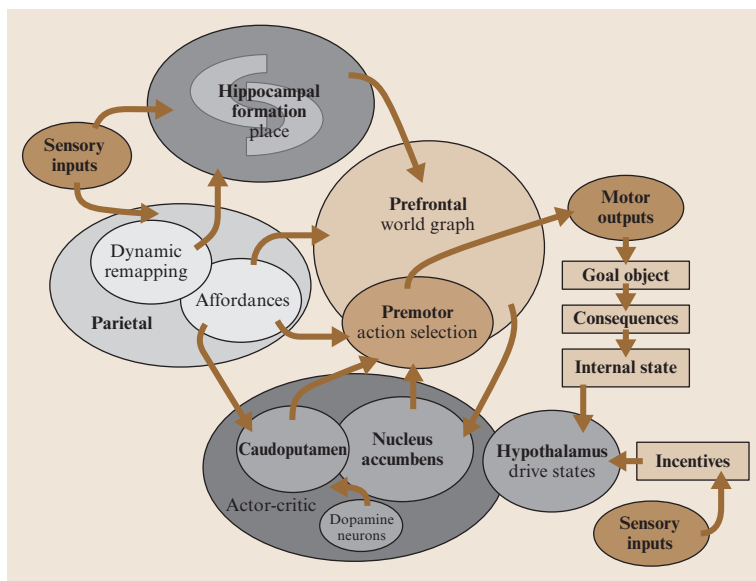 Hippocampal
formation
place
Sensory
inputs
Prefrontal
world graph
Motor
outputs
Dynamic
remapping
Affordances
Parietal
Goal object
Premotor
action selection
Consequences
Internal state
Caudoputamen
Nucleus
accumbens
Hypothalamus
drive states
Incentives
Actor-critic
Dopamine
neurons
Sensory
inputs